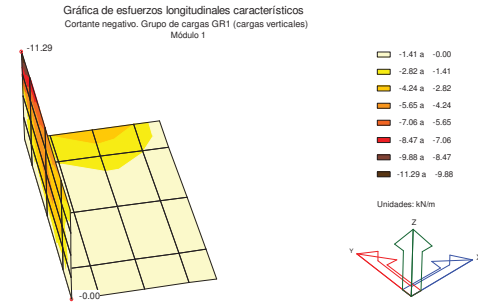 Gráfica de esfuerzos longitudinales característicos
Cortante negativo. Grupo de cargas GR1 (cargas verticales)
Módulo 1
-11.29
-1.41 a -0.00
-2.82 a -1.41
-4.24 a -2.82
-5.65 a -4.24
-7.06 a -5.65
-8.47 a -7.06
-9.88 a -8.47
-11.29 a -9.88
Unidades: kN/m
Z
Y
X
-0.00